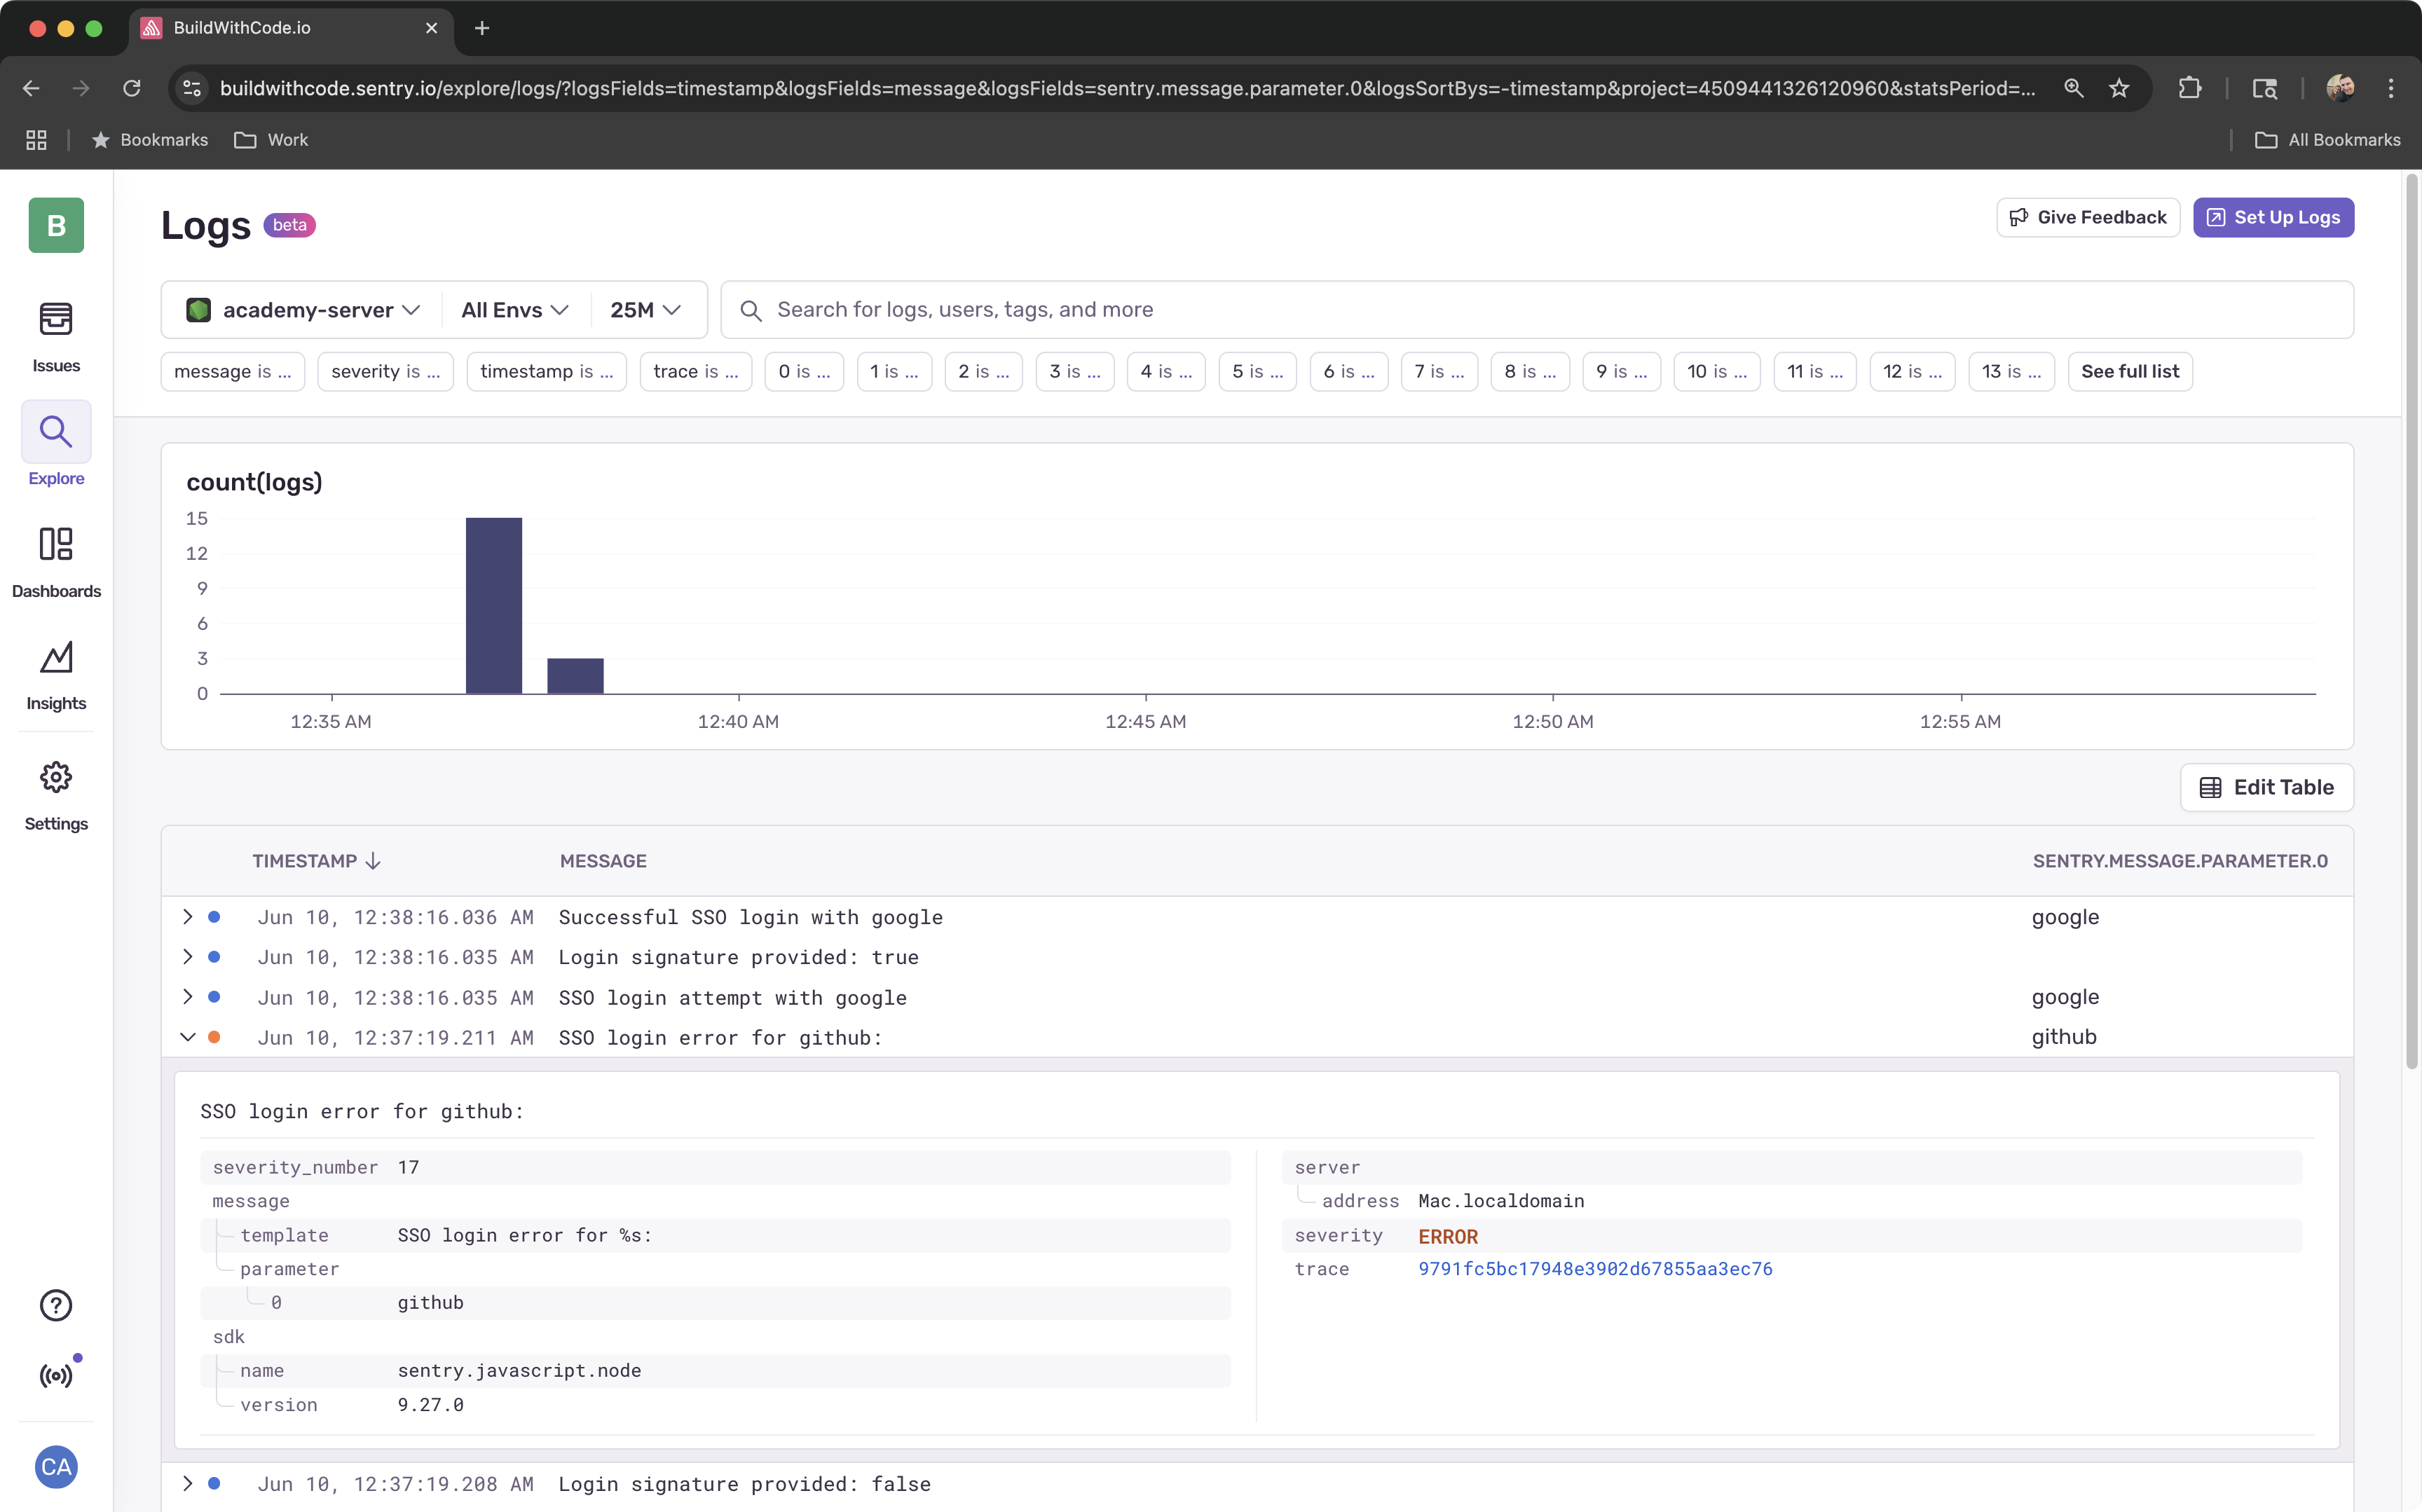 BuildWithCode.io
buildwithcode.sentry.io/explore/logs/?logsFields=timestamp&logsFields=message&logsFields=sentry.message.parameter.0&logsSortBys=-timestamp&project=4509441326120960&statsPeriod=...
Bookmarks
Work
All Bookmarks
B
Issues
Explore
Dashboards
Insights
Settings
CA
Logs beta
Give Feedback
Set Up Logs
academy-server
All Envs
25M
Search for logs, users, tags, and more
message is ... severity is ... timestamp is ... trace is ... 0 is ... 1 is ... 2 is ... 3 is ... 4 is ... 5 is ... 6 is ... 7 is ... 8 is ... 9 is ... 10 is ... 11 is ... 12 is ... 13 is ... See full list
count(logs)
15
12
9
6
3
0
12:35 AM 12:40 AM 12:45 AM 12:50 AM 12:55 AM
Edit Table
TIMESTAMP MESSAGE SENTRY.MESSAGE.PARAMETER.0
Jun 10, 12:38:16.036 AM Successful SSO login with google google
Jun 10, 12:38:16.035 AM Login signature provided: true
Jun 10, 12:38:16.035 AM SSO login attempt with google google
Jun 10, 12:37:19.211 AM SSO login error for github: github
SSO login error for github:
severity_number 17
message
template SSO login error for %s:
parameter
0 github
sdk
name sentry.javascript.node
version 9.27.0
server
address Mac.localdomain
severity ERROR
trace 9791fc5bc17948e3902d67855aa3ec76
Jun 10, 12:37:19.208 AM Login signature provided: false